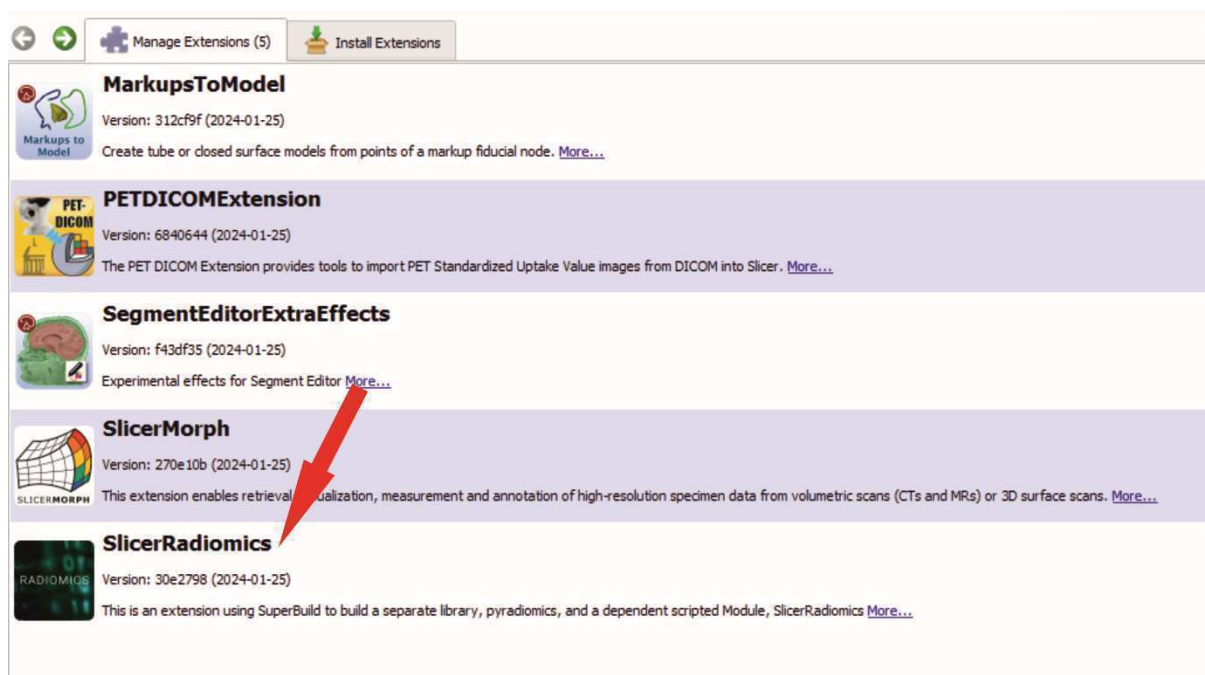 Manage Extensions (5)
Install Extensions
MarkupsToModel
Version: 312cf9f (2024-01-25)
Markups to
Model
Create tube or closed surface models from points of a markup fiducial node. More...
PETDICOMExtension
PET-
DICOM
Version: 6840644 (2024-01-25)
The PET DICOM Extension provides tools to import PET Standardized Uptake Value images from DICOM into Slicer. More...
SegmentEditorExtraEffects
Version: f43df35 (2024-01-25)
Experimental effects for Segment Editor More...
SlicerMorph
Version: 270e10b (2024-01-25)
SLICERMORPH
This extension enables retrieval, measurement and annotation of high-resolution specimen data from volumetric scans (CTs and MRs) or 3D surface scans. More...
SlicerRadiomics
RADIOMICS
Version: 30e2798 (2024-01-25)
This is an extension using SuperBuild to build a separate library, pyradiomics, and a dependent scripted Module, SlicerRadiomics More...